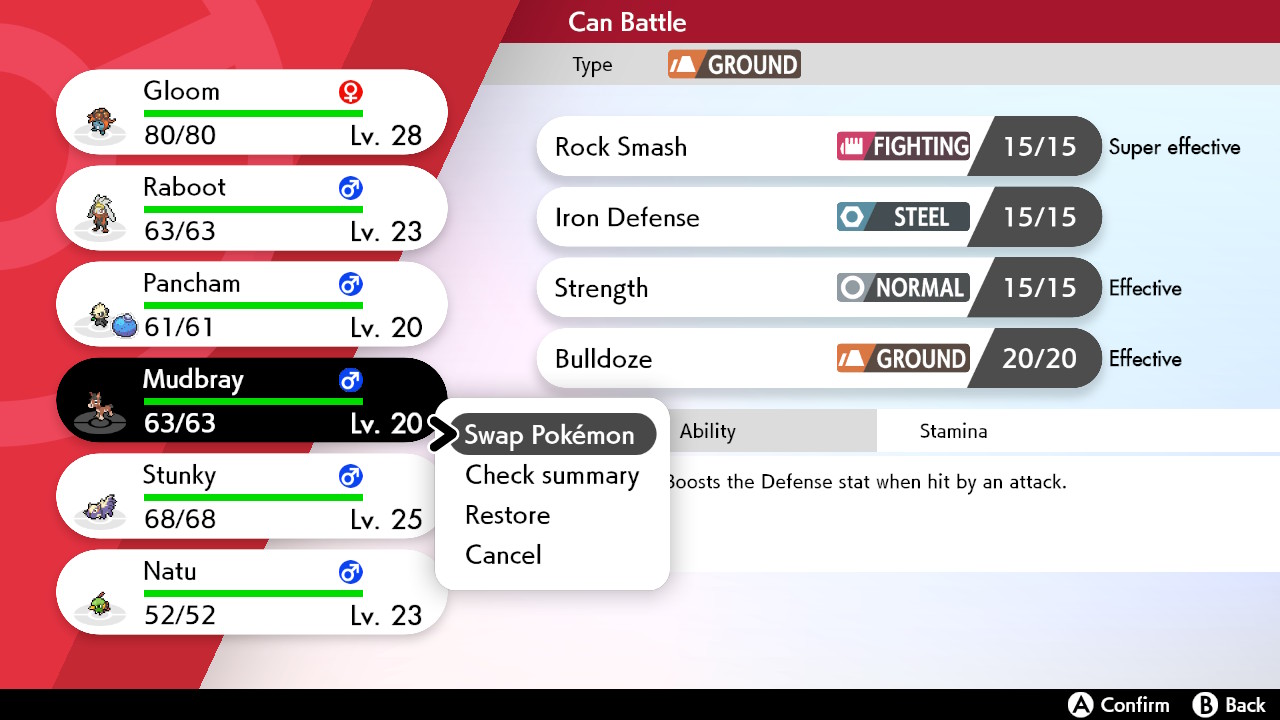 Can Battle
Type GROUND
Gloom ♀
80/80 Lv. 28
Raboot ♂
63/63 Lv. 23
Pancham ♂
61/61 Lv. 20
Mudbray ♂
63/63 Lv. 20
Stunky ♂
68/68 Lv. 25
Natu ♂
52/52 Lv. 23
Rock Smash FIGHTING 15/15 Super effective
Iron Defense STEEL 15/15
Strength NORMAL 15/15 Effective
Bulldoze GROUND 20/20 Effective
Swap Pokémon
Check summary
Restore
Cancel
Ability Stamina
Boosts the Defense stat when hit by an attack.
A Confirm B Back